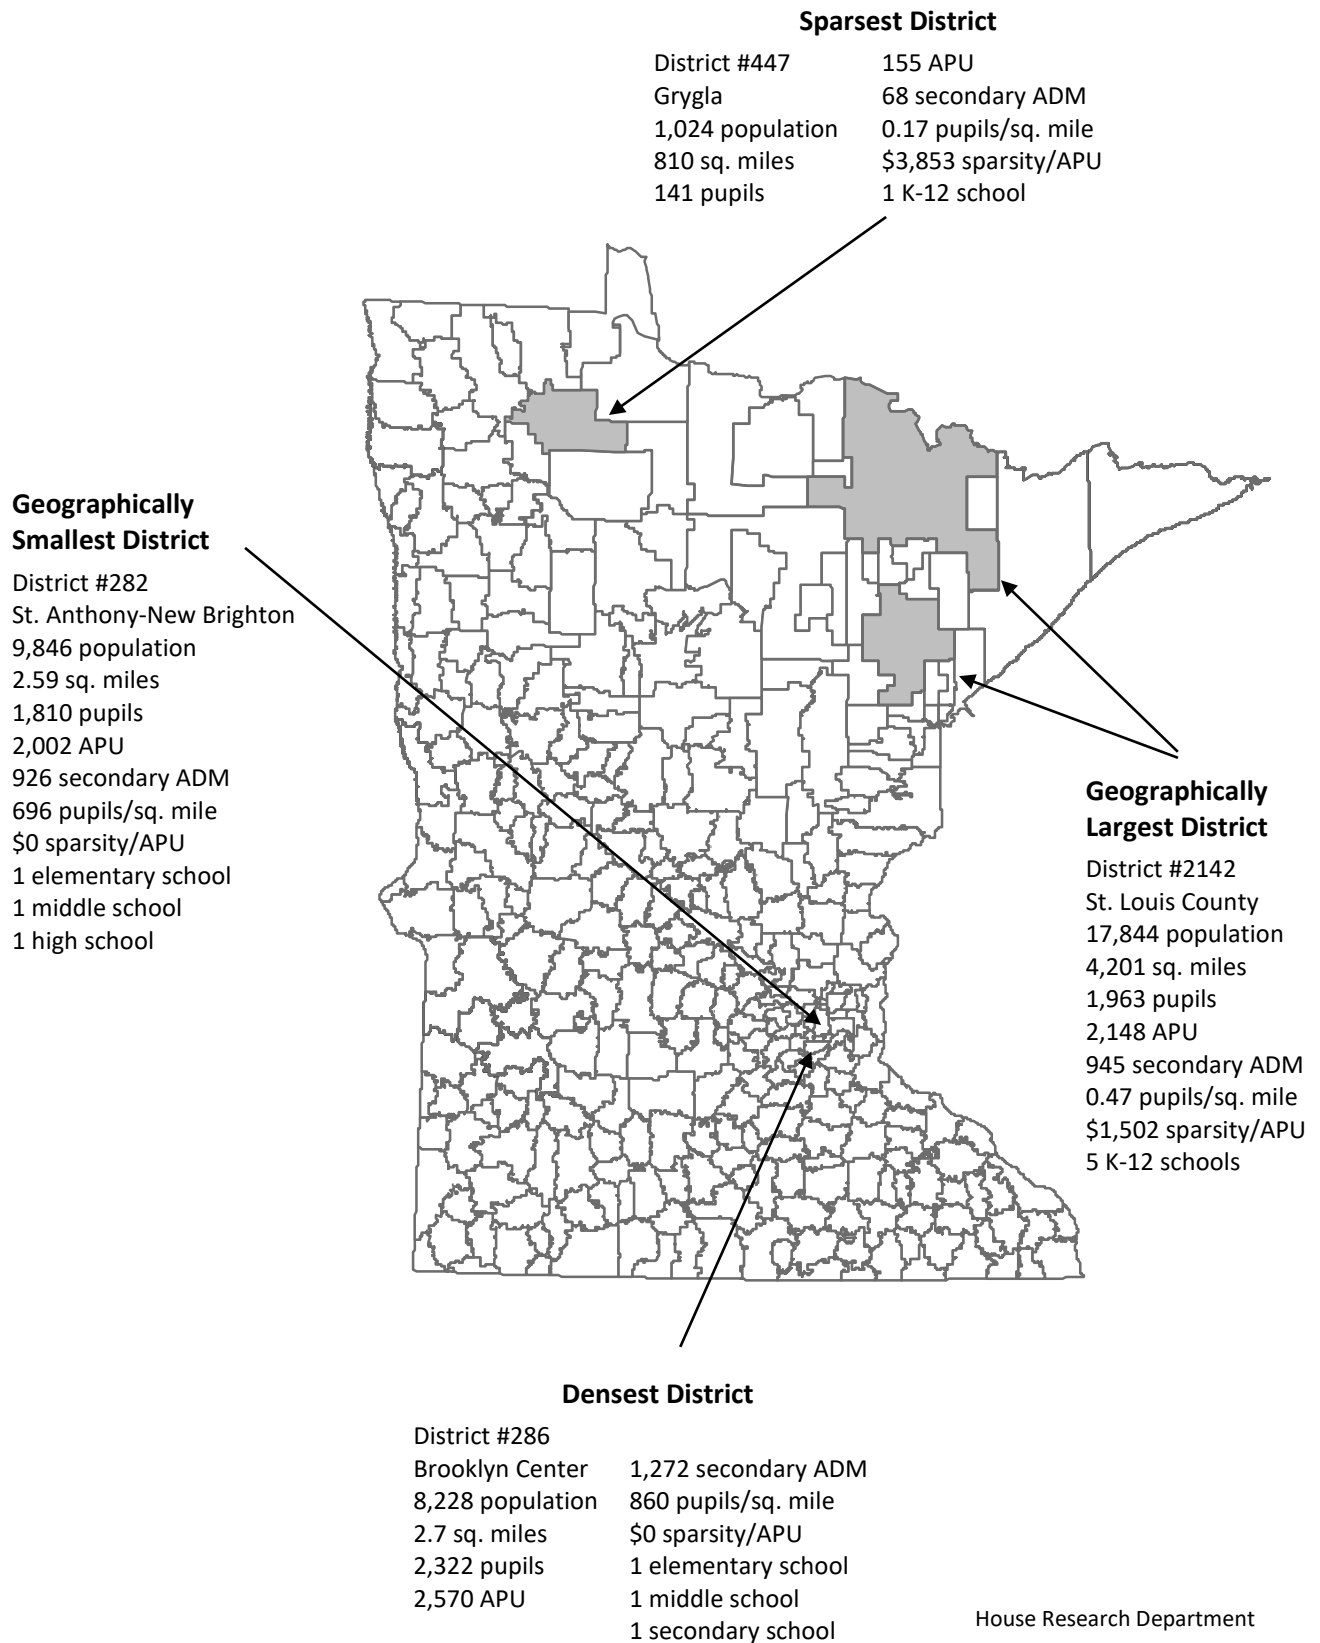 Sparsest District
District #447
Grygla
1,024 population
810 sq. miles
141 pupils
155 APU
68 secondary ADM
0.17 pupils/sq. mile
$3,853 sparsity/APU
1 K-12 school
Geographically
Smallest District
District #282
St. Anthony-New Brighton
9,846 population
2.59 sq. miles
1,810 pupils
2,002 APU
926 secondary ADM
696 pupils/sq. mile
$0 sparsity/APU
1 elementary school
1 middle school
1 high school
Geographically
Largest District
District #2142
St. Louis County
17,844 population
4,201 sq. miles
1,963 pupils
2,148 APU
945 secondary ADM
0.47 pupils/sq. mile
$1,502 sparsity/APU
5 K-12 schools
Densest District
District #286
Brooklyn Center
8,228 population
2.7 sq. miles
2,322 pupils
2,570 APU
1,272 secondary ADM
860 pupils/sq. mile
$0 sparsity/APU
1 elementary school
1 middle school
1 secondary school
House Research Department